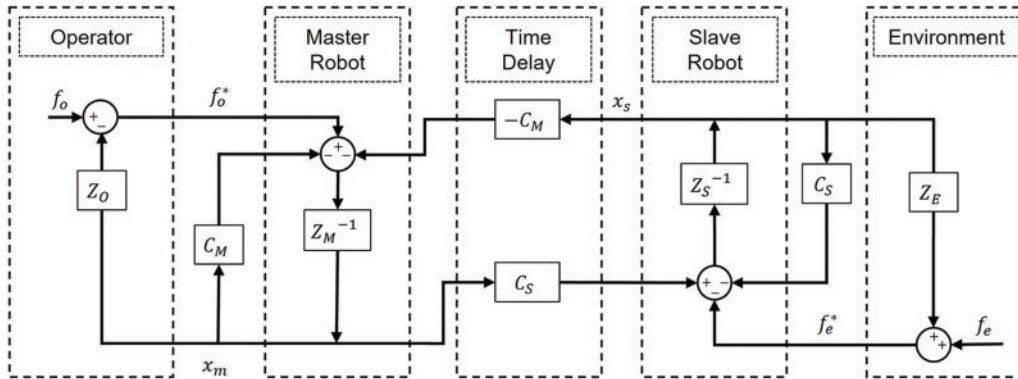 Operator
Master
Robot
Time
Delay
Slave
Robot
Environment
f_o
+
-
f_o^*
-
+
-
-C_M
x_s
Z_O
C_M
Z_M^{-1}
Z_S^{-1}
C_S
Z_E
C_S
+
-
-
x_m
f_e^*
+
+
f_e